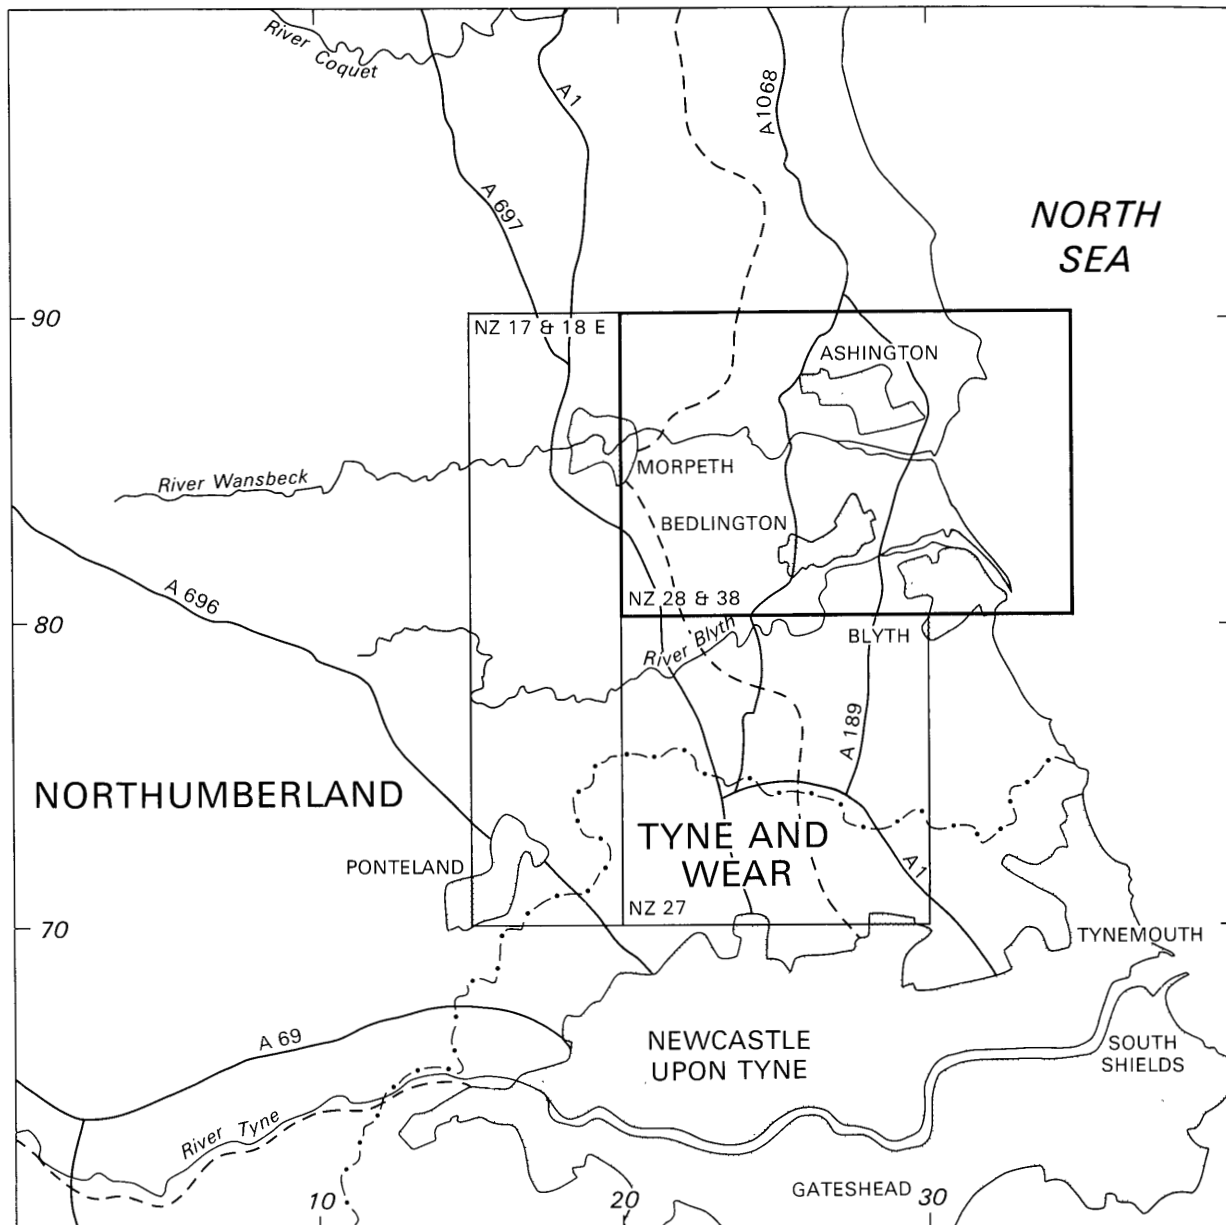 River
Coquet
A1
A1068
A 697
NORTH
SEA
90
NZ 17 & 18 E
ASHINGTON
MORPETH
River Wansbeck
BEDLINGTON
A 696
NZ 28 & 38
80
River Blyth
BLYTH
A 189
NORTHUMBERLAND
TYNE AND
WEAR
PONTELAND
A1
NZ 27
70
TYNEMOUTH
A 69
NEWCASTLE
UPON TYNE
SOUTH
SHIELDS
River Tyne
10
20
GATESHEAD
30